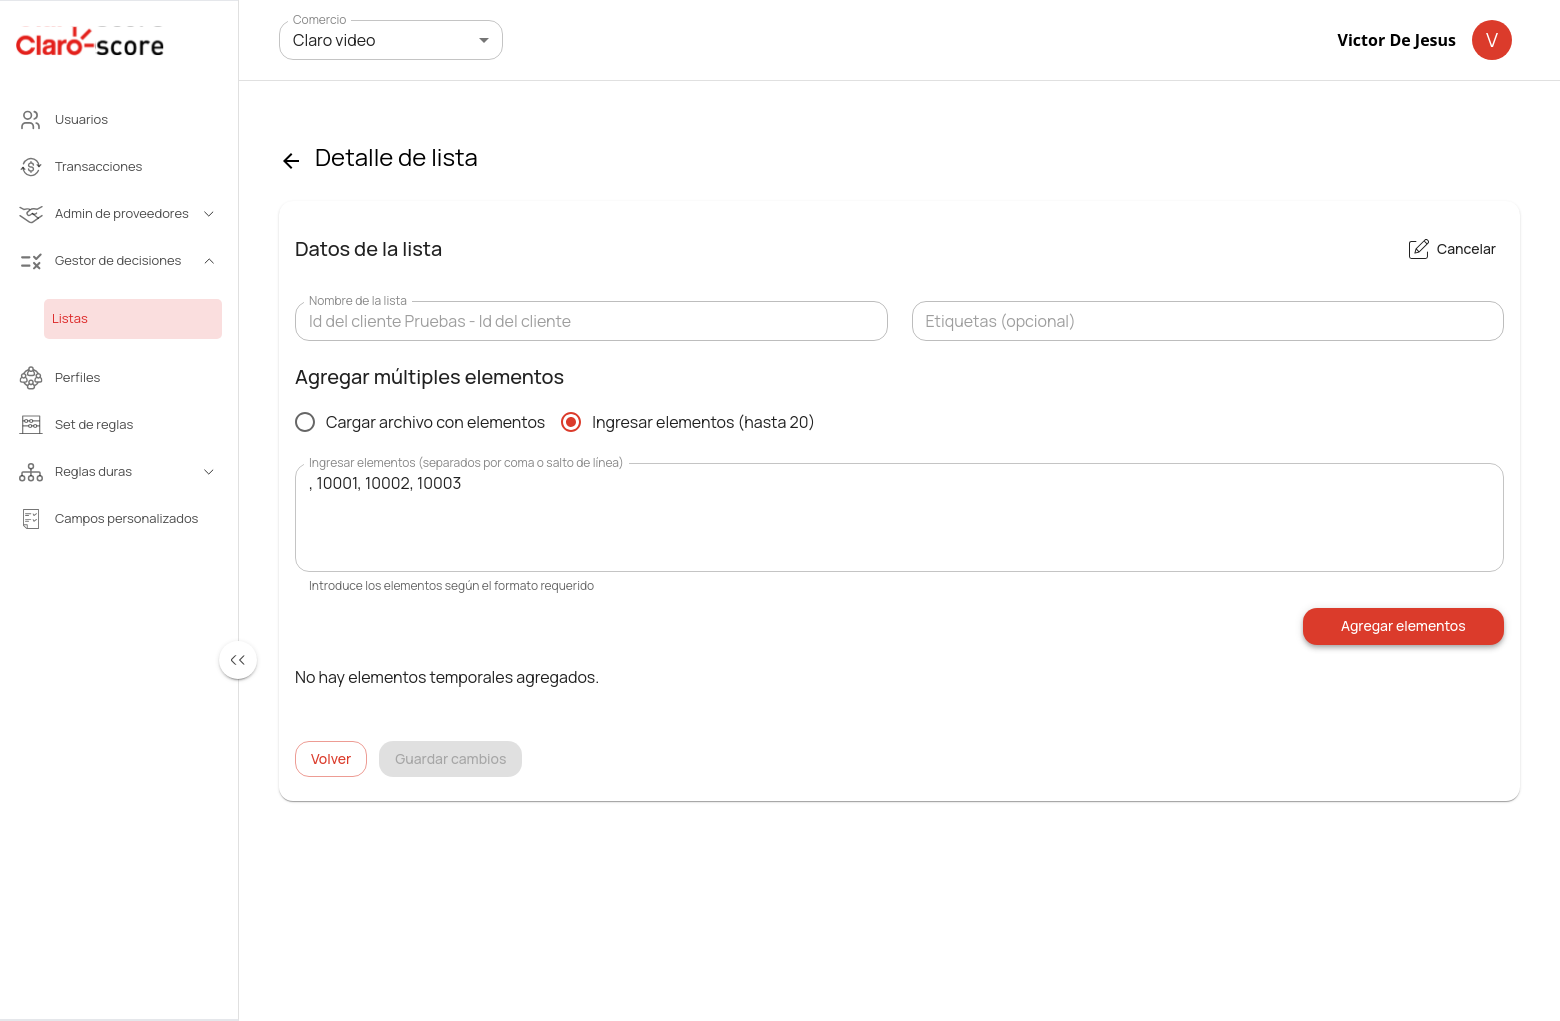 Claro-score
Usuarios
Transacciones
Admin de proveedores
Gestor de decisiones
Listas
Perfiles
Set de reglas
Reglas duras
Campos personalizados
Comercio
Claro video
Victor De Jesus
V
Detalle de lista
Datos de la lista
Cancelar
Nombre de la lista
Id del cliente Pruebas - Id del cliente
Etiquetas (opcional)
Agregar múltiples elementos
Cargar archivo con elementos
Ingresar elementos (hasta 20)
Ingresar elementos (separados por coma o salto de línea)
, 10001, 10002, 10003
Introduce los elementos según el formato requerido
Agregar elementos
No hay elementos temporales agregados.
Volver
Guardar cambios